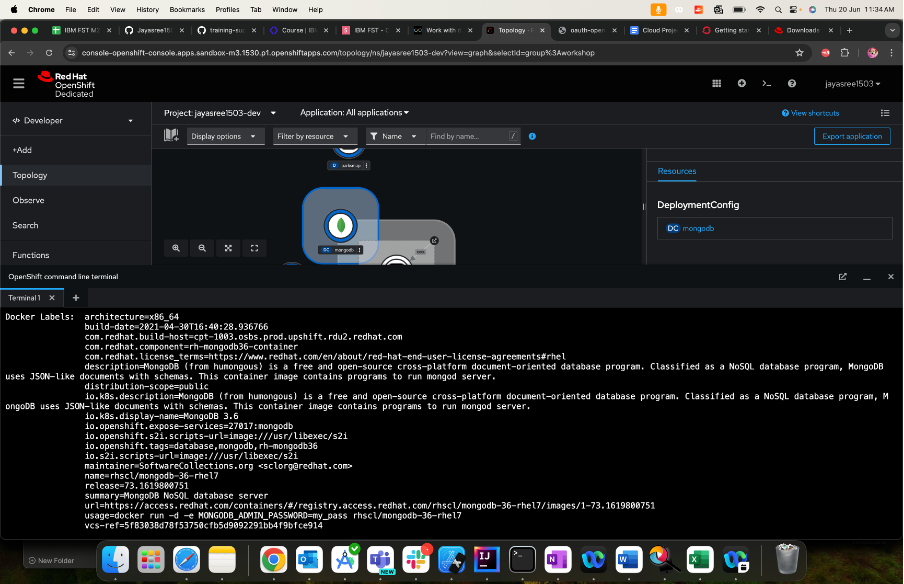 Chrome File Edit View History Bookmarks Profiles Tab Window Help Thu 20 Jun 11:34 AM
IBM FST M3 Jayasree15 training-su Course | IBM IBM FST - C Work with Topology - oauth-open Cloud Proj Getting star Downloads
console-openshift-console.apps.sandbox-m3.1530.p1.openshiftapps.com/topology/ns/jayasree1503-dev?view=graph&selectId=group%3Aworkshop
Red Hat
OpenShift
Dedicated
jayasree1503
Developer
+Add
Topology
Observe
Search
Functions
Project: jayasree1503-dev Application: All applications
View shortcuts
Display options Filter by resource Name Find by name... /
Export application
DC mongodb
Resources
DeploymentConfig
DC mongodb
OpenShift command line terminal
Terminal 1
Docker Labels: architecture=x86_64
build-date=2021-04-30T16:40:28.936766
com.redhat.build-host=cpt-1003.osbs.prod.upshift.rdu2.redhat.com
com.redhat.component=rh-mongodb36-container
com.redhat.license_terms=https://www.redhat.com/en/about/red-hat-end-user-license-agreements#rhel
description=MongoDB (from humongous) is a free and open-source cross-platform document-oriented database program. Classified as a NoSQL database program, MongoDB
uses JSON-like documents with schemas. This container image contains programs to run mongod server.
distribution-scope=public
io.k8s.description=MongoDB (from humongous) is a free and open-source cross-platform document-oriented database program. Classified as a NoSQL database program, M
ongoDB uses JSON-like documents with schemas. This container image contains programs to run mongod server.
io.k8s.display-name=MongoDB 3.6
io.openshift.expose-services=27017:mongodb
io.openshift.s2i.scripts-url=image:///usr/libexec/s2i
io.openshift.tags=database,mongodb,rh-mongodb36
io.s2i.scripts-url=image:///usr/libexec/s2i
maintainer=SoftwareCollections.org <sclorg@redhat.com>
name=rhscl/mongodb-36-rhel7
release=73.1619800751
summary=MongoDB NoSQL database server
url=https://access.redhat.com/containers/#/registry.access.redhat.com/rhscl/mongodb-36-rhel7/images/1-73.1619800751
usage=docker run -d -e MONGODB_ADMIN_PASSWORD=my_pass rhscl/mongodb-36-rhel7
vcs-ref=5f83038d78f53750cfb5d9092291bb4f9bfce914
New Folder
NEW